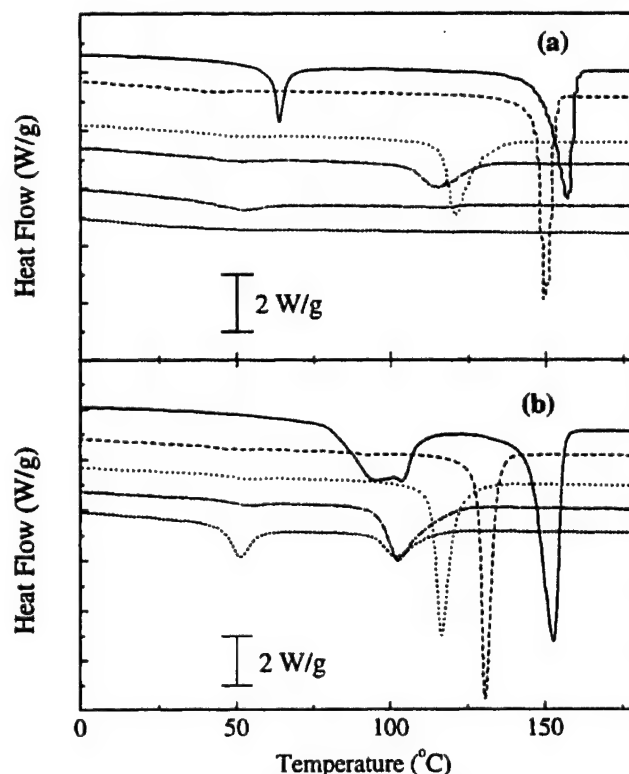 (a)
Heat Flow (W/g)
2 W/g
(b)
Heat Flow (W/g)
2 W/g
0
50
100
150
Temperature (°C)